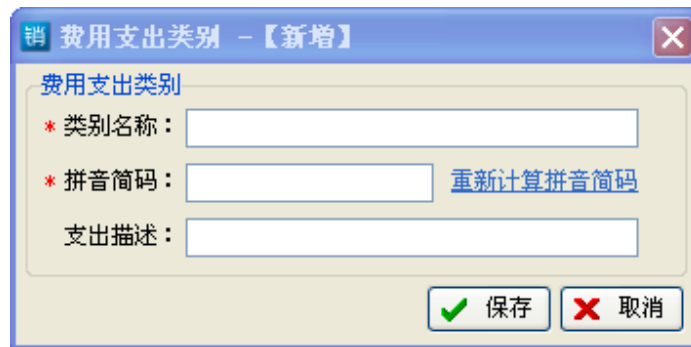 销 费用支出类别 -【新增】
费用支出类别
* 类别名称：
* 拼音简码： 重新计算拼音简码
支出描述：
保存 取消